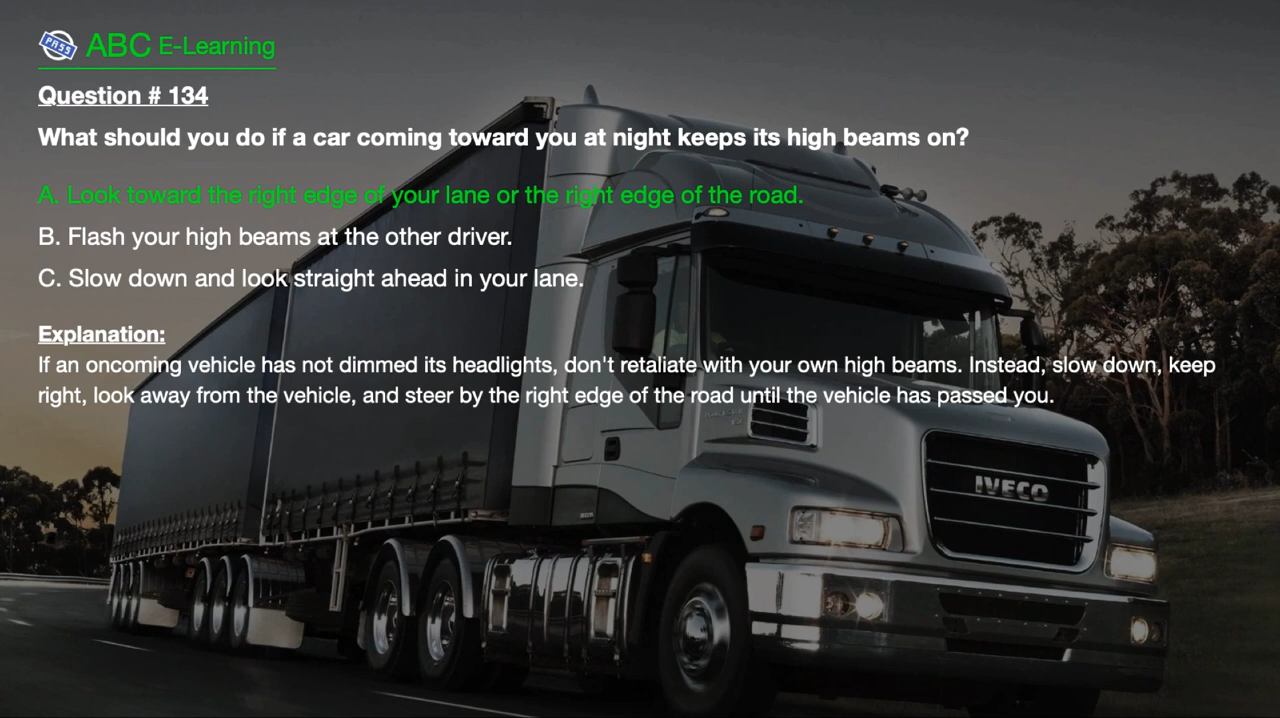 PASS
ABC E-Learning
Question # 134
What should you do if a car coming toward you at night keeps its high beams on?
A. Look toward the right edge of your lane or the right edge of the road.
B. Flash your high beams at the other driver.
C. Slow down and look straight ahead in your lane.
Explanation:
If an oncoming vehicle has not dimmed its headlights, don't retaliate with your own high beams. Instead, slow down, keep
right, look away from the vehicle, and steer by the right edge of the road until the vehicle has passed you.
IVECO